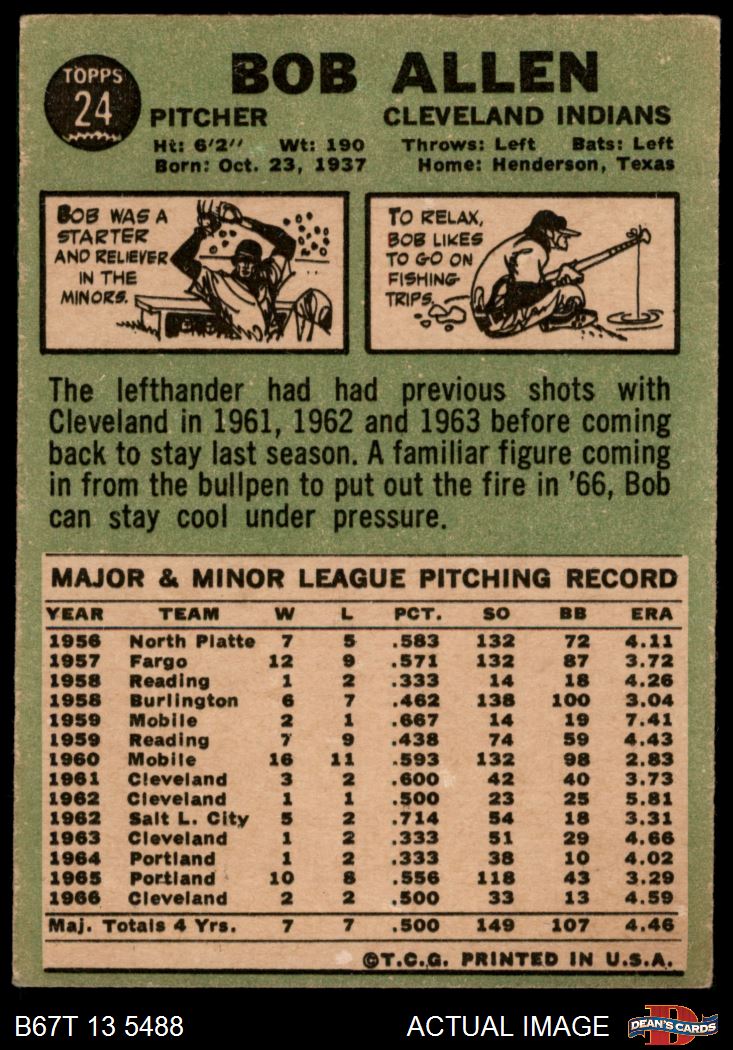 TOPPS
24
BOB ALLEN
PITCHER CLEVELAND INDIANS
Ht: 6'2" Wt: 190 Throws: Left Bats: Left
Born: Oct. 23, 1937 Home: Henderson, Texas
BOB WAS A
STARTER
AND RELIEVER
IN THE
MINORS.
TO RELAX,
BOB LIKES
TO GO ON
FISHING
TRIPS.
The lefthander had had previous shots with
Cleveland in 1961, 1962 and 1963 before coming
back to stay last season. A familiar figure coming
in from the bullpen to put out the fire in '66, Bob
can stay cool under pressure.
MAJOR & MINOR LEAGUE PITCHING RECORD
YEAR TEAM W L PCT. SO BB ERA
1956 North Platte 7 5 .583 132 72 4.11
1957 Fargo 12 9 .571 132 87 3.72
1958 Reading 1 2 .333 14 18 4.26
1958 Burlington 6 7 .462 138 100 3.04
1959 Mobile 2 1 .667 14 19 7.41
1959 Reading 7 9 .438 74 59 4.43
1960 Mobile 16 11 .593 132 98 2.83
1961 Cleveland 3 2 .600 42 40 3.73
1962 Cleveland 1 1 .500 23 25 5.81
1962 Salt L. City 5 2 .714 54 18 3.31
1963 Cleveland 1 2 .333 51 29 4.66
1964 Portland 1 2 .333 38 10 4.02
1965 Portland 10 8 .556 118 43 3.29
1966 Cleveland 2 2 .500 33 13 4.59
Maj. Totals 4 Yrs. 7 7 .500 149 107 4.46
©T.C.G. PRINTED IN U.S.A.
B67T 13 5488 ACTUAL IMAGE
D
DEAN'S CARDS